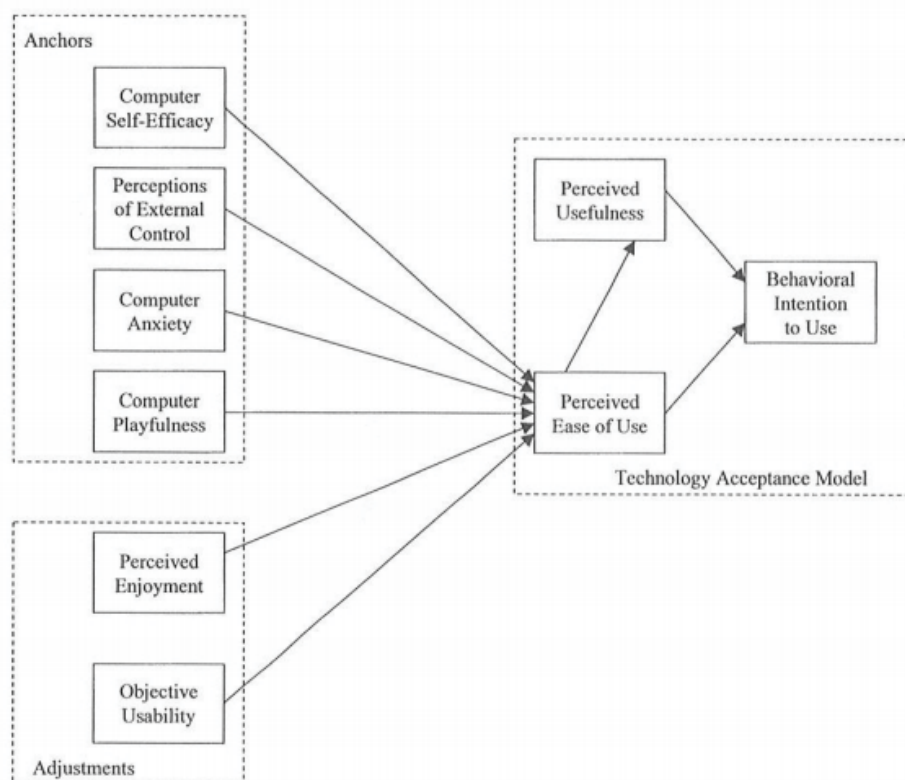 Anchors
Computer
Self-Efficacy
Perceptions
of External
Control
Computer
Anxiety
Computer
Playfulness
Perceived
Usefulness
Behavioral
Intention
to Use
Perceived
Ease of Use
Technology Acceptance Model
Perceived
Enjoyment
Objective
Usability
Adjustments